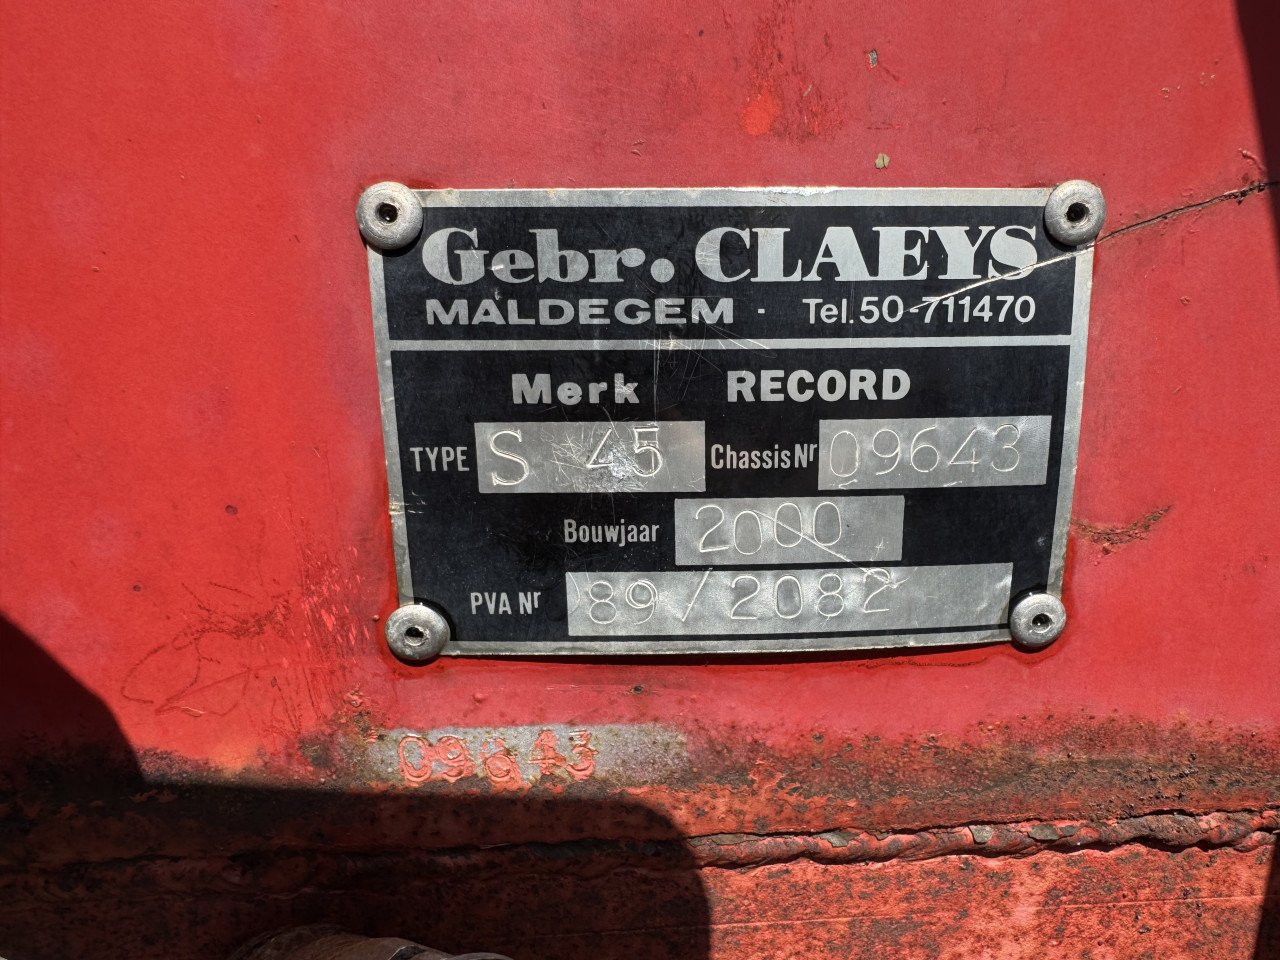 Gebr. CLAEYS
MALDEGEM - Tel. 50-711470
Merk RECORD
TYPE S 45 Chassis Nr 09643
Bouwjaar 2000
PVA Nr 89/2082
09643